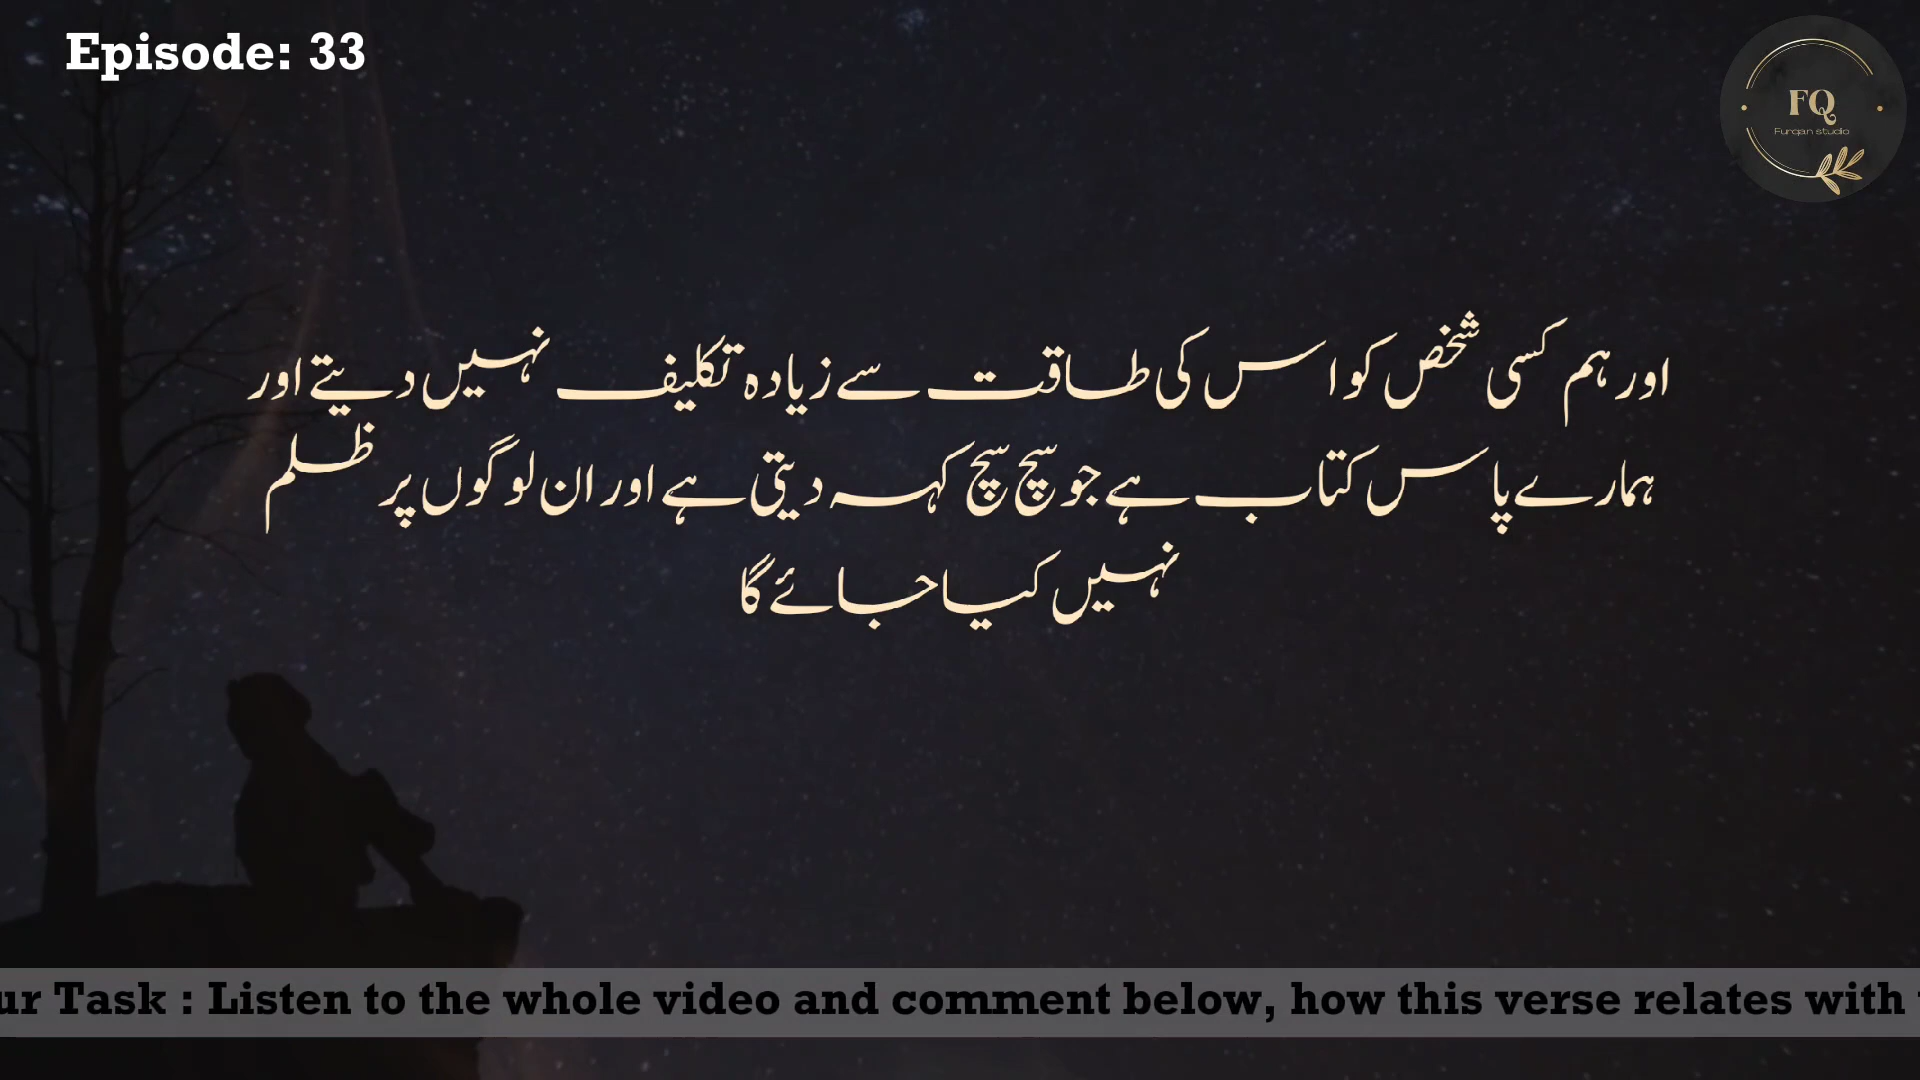 Episode: 33
FQ
Furqan studio
اور ہم کسی شخص کو اس کی طاقت سے زیادہ تکلیف نہیں دیتے اور
ہمارے پاس کتاب ہے جو سچ سچ کہہ دیتی ہے اور ان لوگوں پر ظلم
نہیں کیا جائے گا
ur Task : Listen to the whole video and comment below, how this verse relates with